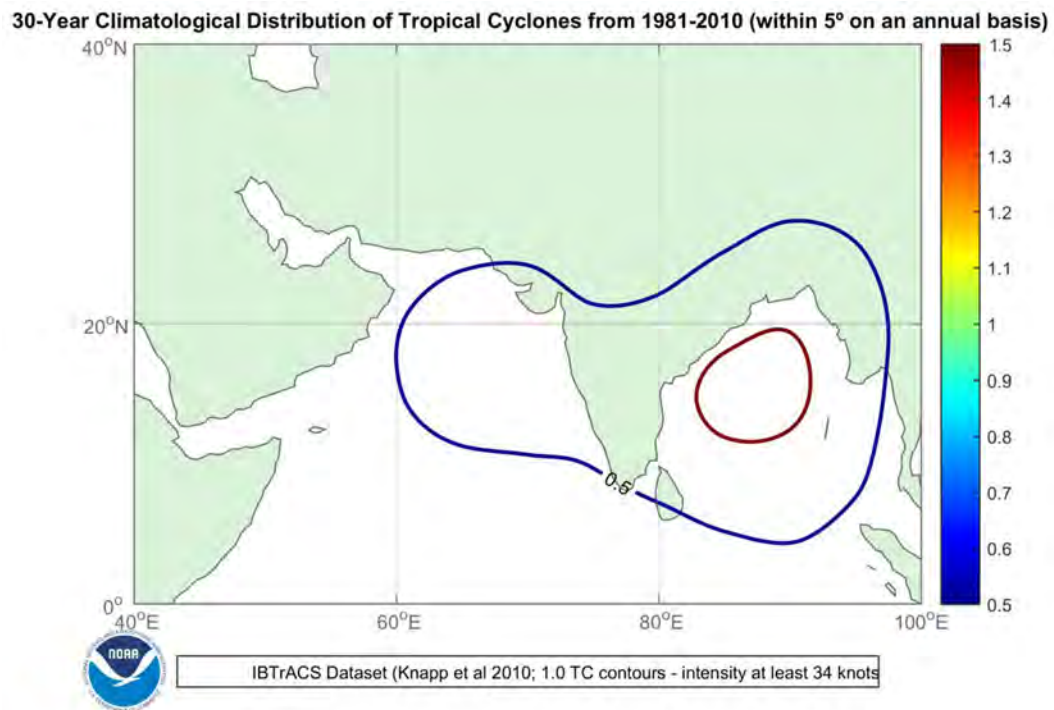 30-Year Climatological Distribution of Tropical Cyclones from 1981-2010 (within 5º on an annual basis)
40°N
20°N
0°
40°E
60°E
80°E
100°E
0.5
1.5
1.4
1.3
1.2
1.1
1
0.9
0.8
0.7
0.6
0.5
NOAA
IBTrACS Dataset (Knapp et al 2010; 1.0 TC contours - intensity at least 34 knots